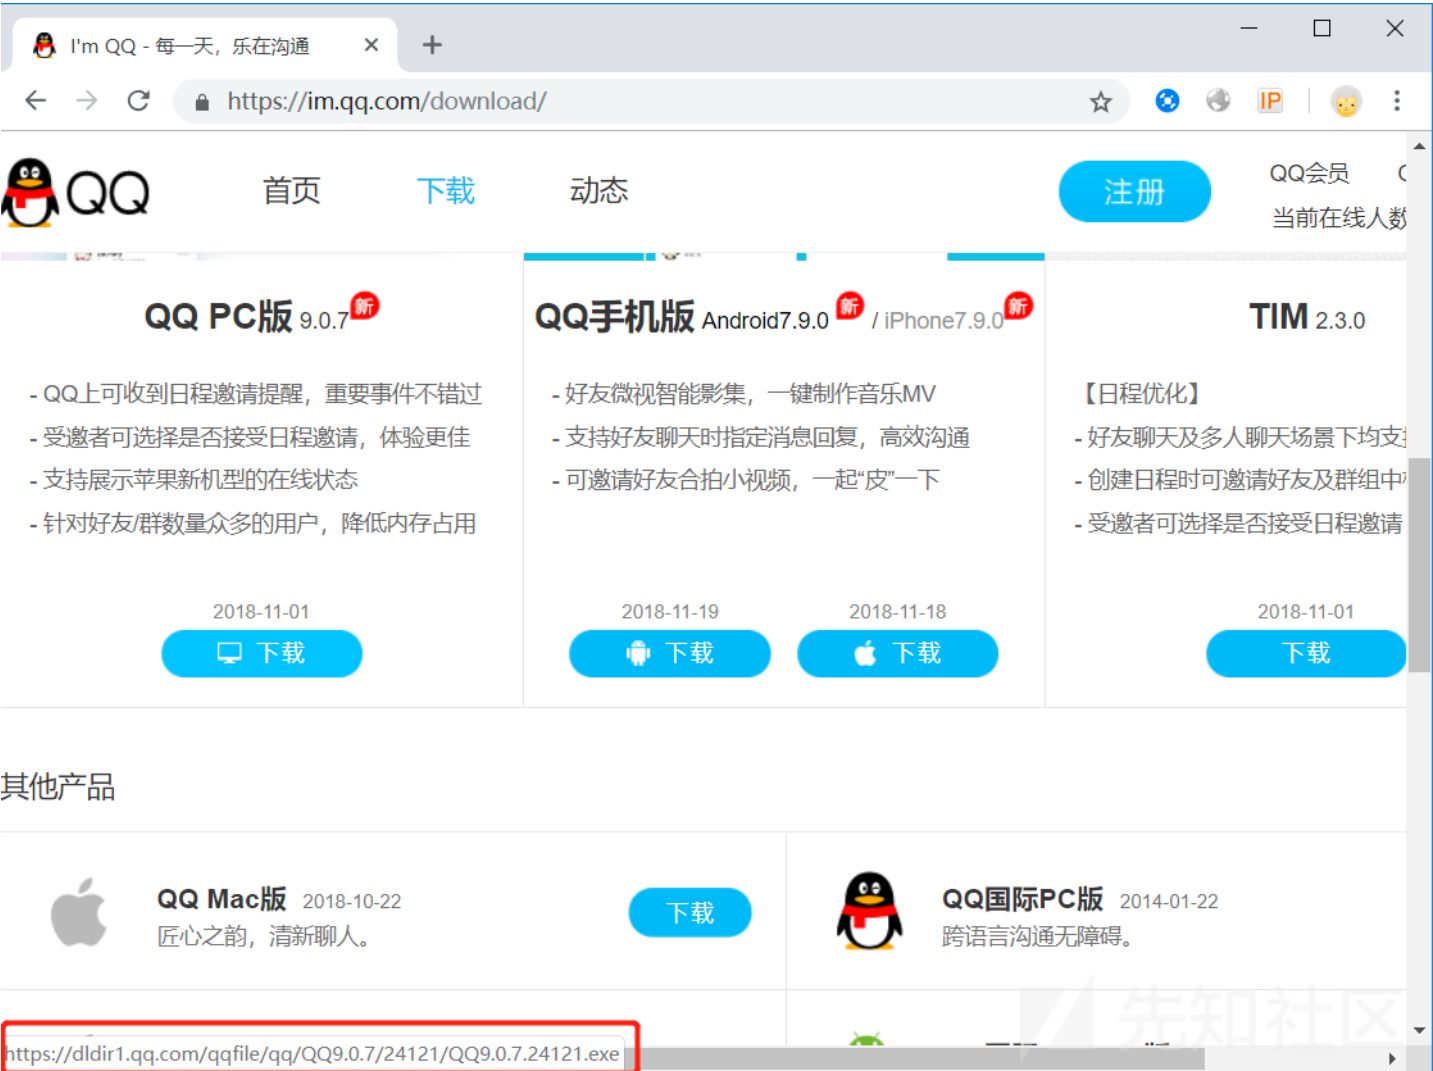 I'm QQ - 每一天，乐在沟通
https://im.qq.com/download/
IP
QQ
首页
下载
动态
注册
QQ会员
当前在线人数
QQ PC版 9.0.7 新
- QQ上可收到日程邀请提醒，重要事件不错过
- 受邀者可选择是否接受日程邀请，体验更佳
- 支持展示苹果新机型的在线状态
- 针对好友/群数量众多的用户，降低内存占用
2018-11-01
下载
QQ手机版 Android7.9.0 新 / iPhone7.9.0 新
- 好友微视智能影集，一键制作音乐MV
- 支持好友聊天时指定消息回复，高效沟通
- 可邀请好友合拍小视频，一起“皮”一下
2018-11-19
下载
2018-11-18
下载
TIM 2.3.0
【日程优化】
- 好友聊天及多人聊天场景下均支
- 创建日程时可邀请好友及群组中
- 受邀者可选择是否接受日程邀请
2018-11-01
下载
其他产品
QQ Mac版 2018-10-22
匠心之韵，清新聊人。
下载
QQ国际PC版 2014-01-22
跨语言沟通无障碍。
https://dldir1.qq.com/qqfile/qq/QQ9.0.7/24121/QQ9.0.7.24121.exe
先知社区